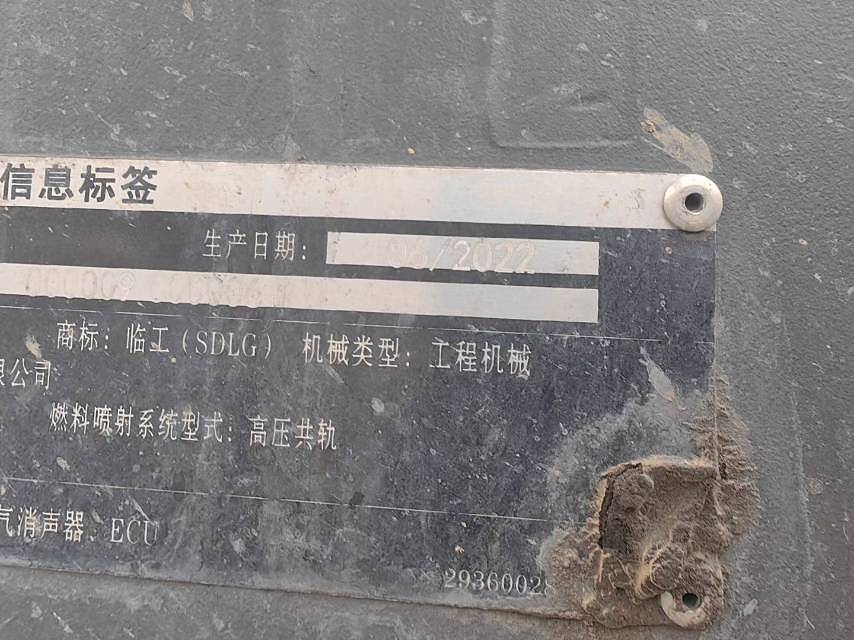 信息标签
生产日期: 08/2022
商标: 临工(SDLG) 机械类型: 工程机械
限公司
燃料喷射系统型式: 高压共轨
气消声器、ECU
2936002